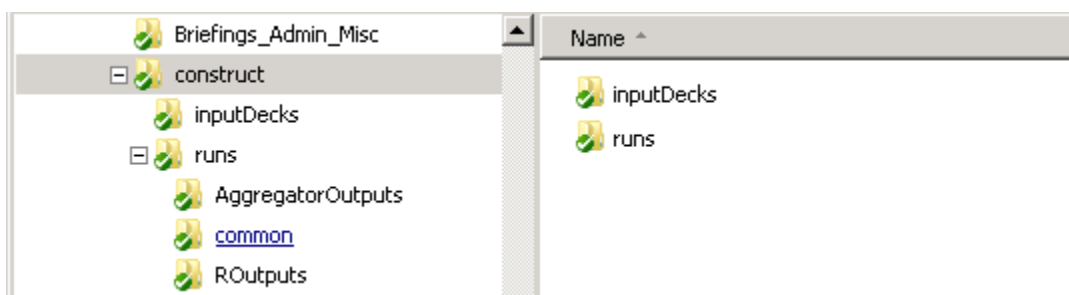 Briefings_Admin_Misc
construct
inputDecks
runs
AggregatorOutputs
common
ROutputs
Name
inputDecks
runs